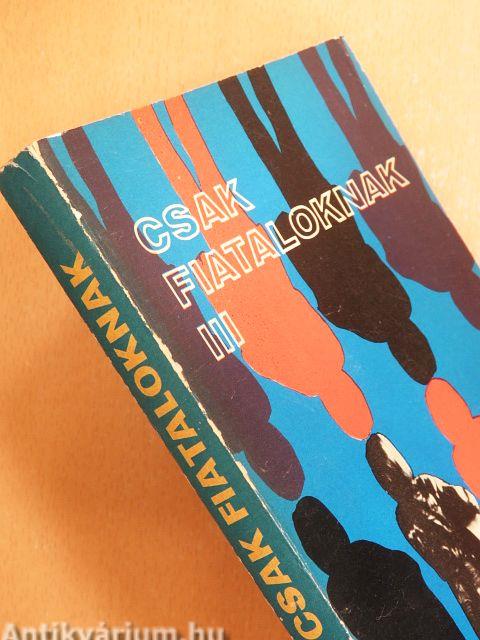 CSAK
FIATALOKNAK
III
CSAK FIATALOKNAK
Antikvárium.hu